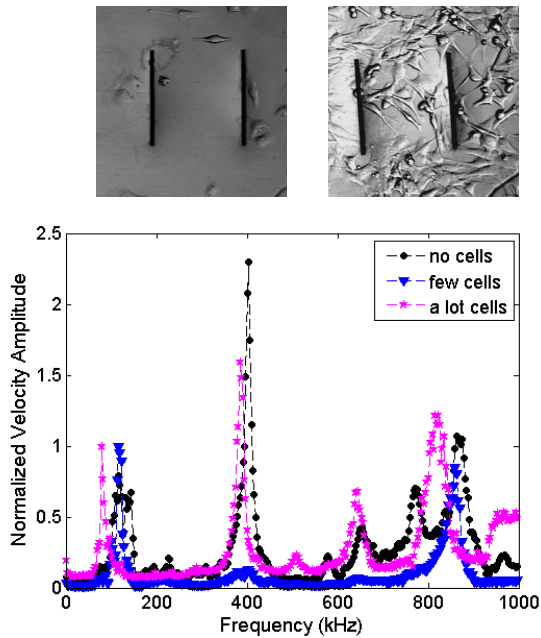 2.5
2
1.5
1
0.5
0
0 200 400 600 800 1000
Normalized Velocity Amplitude
Frequency (kHz)
no cells
few cells
a lot cells